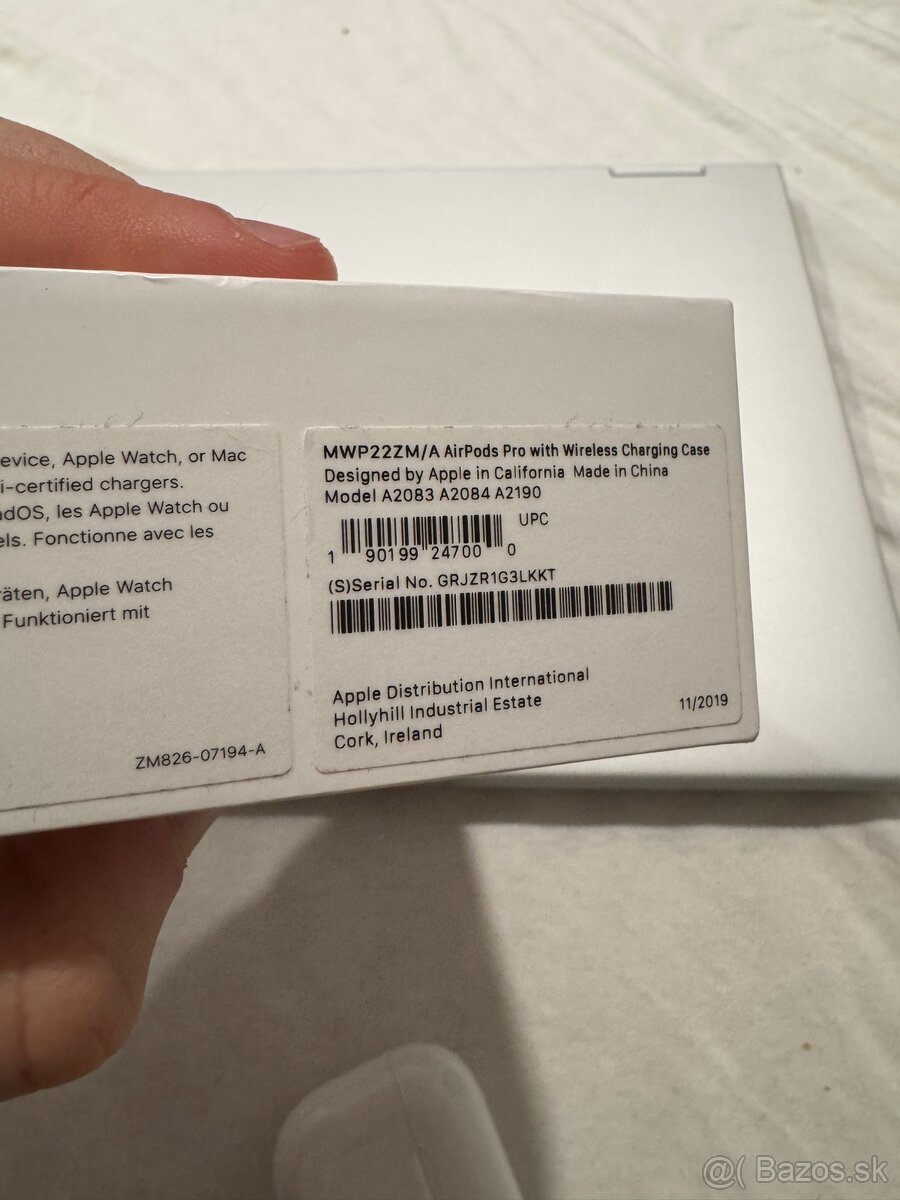 evice, Apple Watch, or Mac
i-certified chargers.
adOS, les Apple Watch ou
els. Fonctionne avec les
räten, Apple Watch
Funktioniert mit
ZM826-07194-A
MWP22ZM/A AirPods Pro with Wireless Charging Case
Designed by Apple in California Made in China
Model A2083 A2084 A2190
UPC
1 90199 24700 0
(S)Serial No. GRJZR1G3LKKT
Apple Distribution International
Hollyhill Industrial Estate
Cork, Ireland
11/2019
@( Bazos.sk